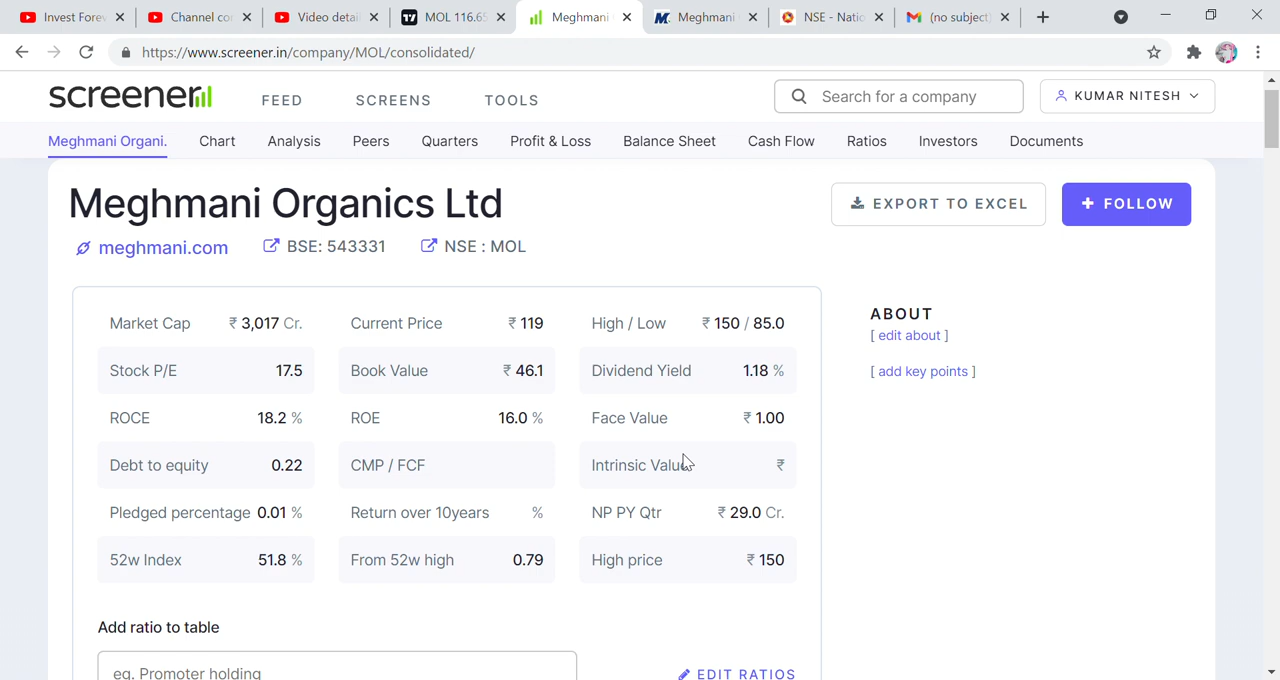 Invest Forev
Channel co
Video detai
MOL 116.65
Meghmani
Meghmani
NSE - Natio
(no subject)
https://www.screener.in/company/MOL/consolidated/
screener
FEED
SCREENS
TOOLS
Search for a company
KUMAR NITESH
Meghmani Organi.
Chart
Analysis
Peers
Quarters
Profit & Loss
Balance Sheet
Cash Flow
Ratios
Investors
Documents
Meghmani Organics Ltd
EXPORT TO EXCEL
FOLLOW
meghmani.com
BSE: 543331
NSE : MOL
Market Cap ₹ 3,017 Cr.
Current Price ₹ 119
High / Low ₹ 150 / 85.0
Stock P/E 17.5
Book Value ₹ 46.1
Dividend Yield 1.18 %
ROCE 18.2 %
ROE 16.0 %
Face Value ₹ 1.00
Debt to equity 0.22
CMP / FCF
Intrinsic Value ₹
Pledged percentage 0.01 %
Return over 10years %
NP PY Qtr ₹ 29.0 Cr.
52w Index 51.8 %
From 52w high 0.79
High price ₹ 150
ABOUT
[ edit about ]
[ add key points ]
Add ratio to table
eg. Promoter holding
EDIT RATIOS